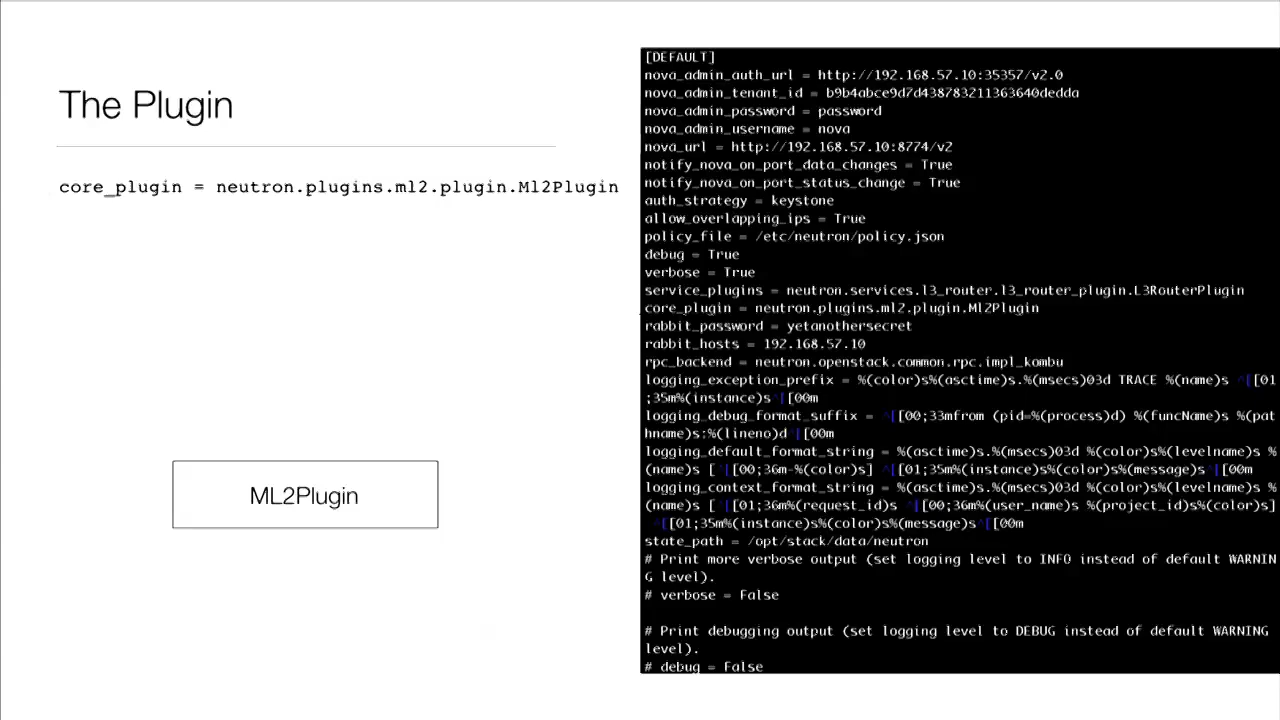 The Plugin
core_plugin = neutron.plugins.ml2.plugin.Ml2Plugin
ML2Plugin
[DEFAULT]
nova_admin_auth_url = http://192.168.57.10:35357/v2.0
nova_admin_tenant_id = b9b4abce9d7d438783211363640dedda
nova_admin_password = password
nova_admin_username = nova
nova_url = http://192.168.57.10:8774/v2
notify_nova_on_port_data_changes = True
notify_nova_on_port_status_change = True
auth_strategy = keystone
allow_overlapping_ips = True
policy_file = /etc/neutron/policy.json
debug = True
verbose = True
service_plugins = neutron.services.l3_router.l3_router_plugin.L3RouterPlugin
core_plugin = neutron.plugins.ml2.plugin.Ml2Plugin
rabbit_password = yetanothersecret
rabbit_hosts = 192.168.57.10
rpc_backend = neutron.openstack.common.rpc.impl_kombu
logging_exception_prefix = %(color)s%(asctime)s.%(msecs)03d TRACE %(name)s ^[[01
;35m%(instance)s^[[00m
logging_debug_format_suffix = ^[[00;33mfrom (pid=%(process)d) %(funcName)s %(pat
hname)s:%(lineno)d^[[00m
logging_default_format_string = %(asctime)s.%(msecs)03d %(color)s%(levelname)s %
(name)s [^[[00;36m-%(color)s] ^[[01;35m%(instance)s%(color)s%(message)s^[[00m
logging_context_format_string = %(asctime)s.%(msecs)03d %(color)s%(levelname)s %
(name)s [^[[01;36m%(request_id)s ^[[00;36m%(user_name)s %(project_id)s%(color)s]
^[[01;35m%(instance)s%(color)s%(message)s^[[00m
state_path = /opt/stack/data/neutron
# Print more verbose output (set logging level to INFO instead of default WARNIN
G level).
# verbose = False
# Print debugging output (set logging level to DEBUG instead of default WARNING
level).
# debug = False